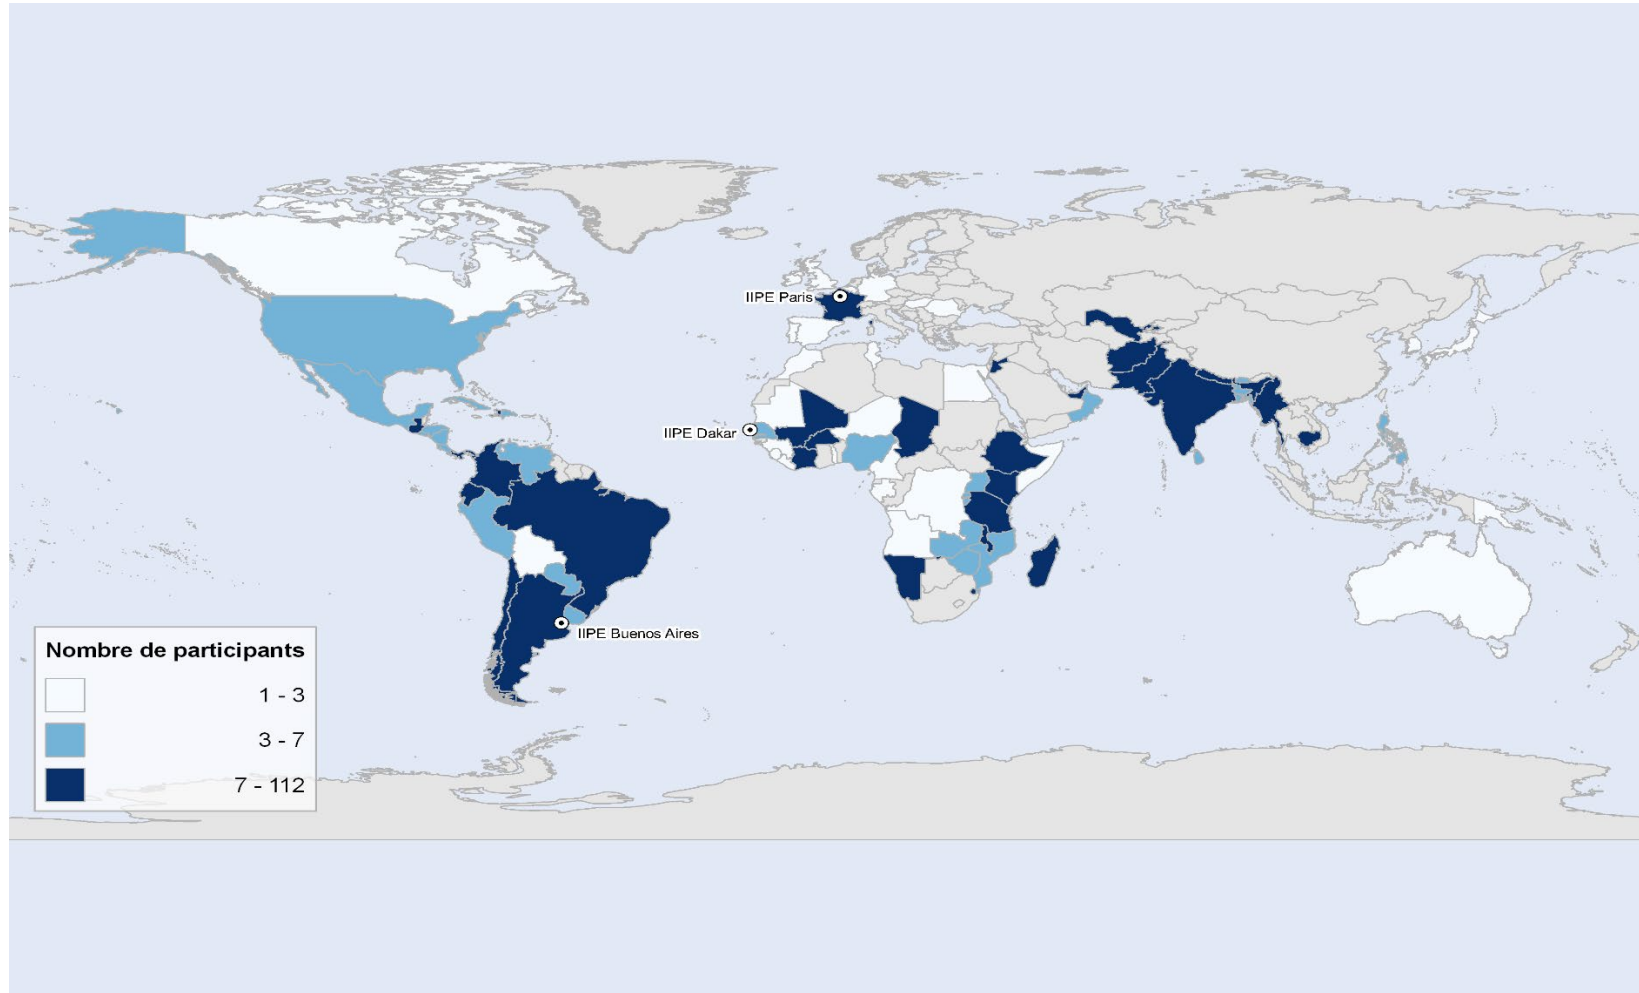 IIPE Paris
IIPE Dakar
IIPE Buenos Aires
Nombre de participants
1 - 3
3 - 7
7 - 112